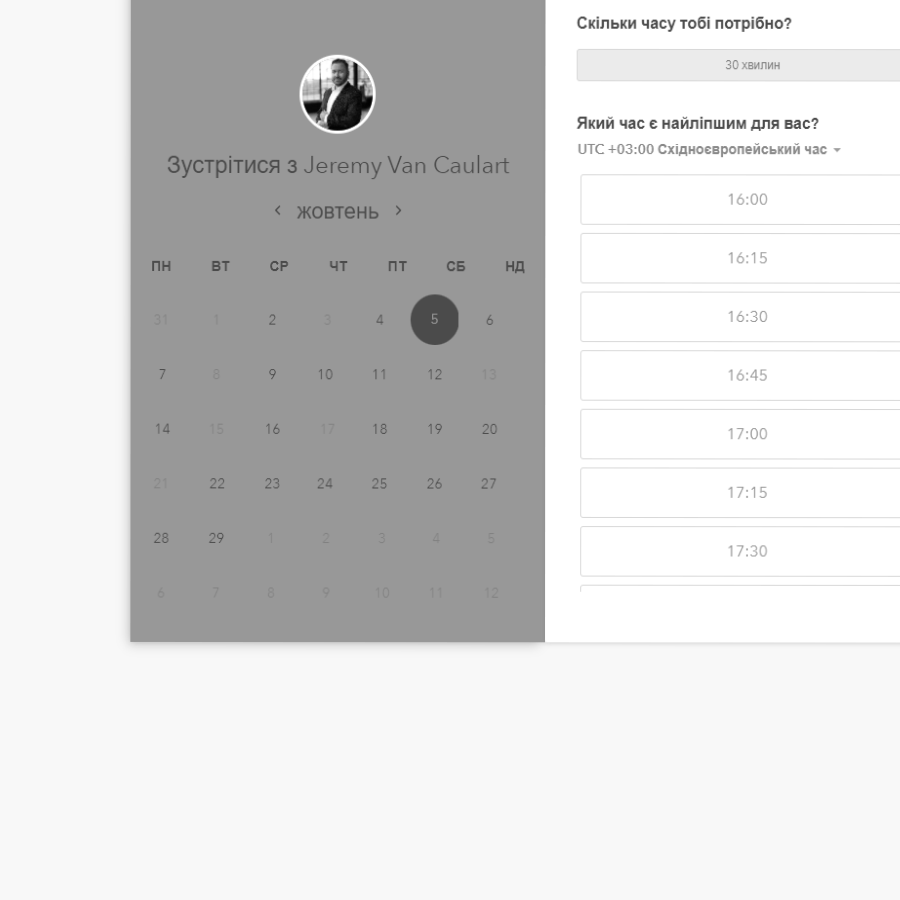 Зустрітися з Jeremy Van Caulart
жовтень
ПН ВТ СР ЧТ ПТ СБ НД
31 1 2 3 4 5 6
7 8 9 10 11 12 13
14 15 16 17 18 19 20
21 22 23 24 25 26 27
28 29 1 2 3 4 5
6 7 8 9 10 11 12
Скільки часу тобі потрібно?
30 хвилин
Який час є найліпшим для вас?
UTC +03:00 Східноєвропейський час
16:00
16:15
16:30
16:45
17:00
17:15
17:30